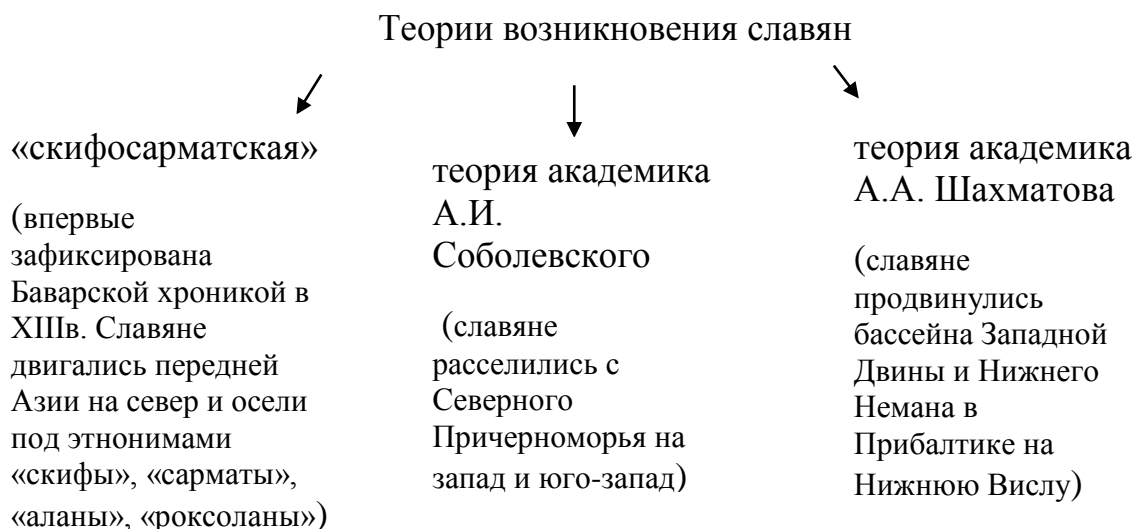 Теории возникновения славян
«скифосарматская»
(впервые
зафиксирована
Баварской хроникой в
XIIIв. Славяне
двигались передней
Азии на север и осели
под этнонимами
«скифы», «сарматы»,
«аланы», «роксоланы»)
теория академика
А.И.
Соболевского
(славяне
расселились с
Северного
Причерноморья на
запад и юго-запад)
теория академика
А.А. Шахматова
(славяне
продвинулись
бассейна Западной
Двины и Нижнего
Немана в
Прибалтике на
Нижнюю Вислу)